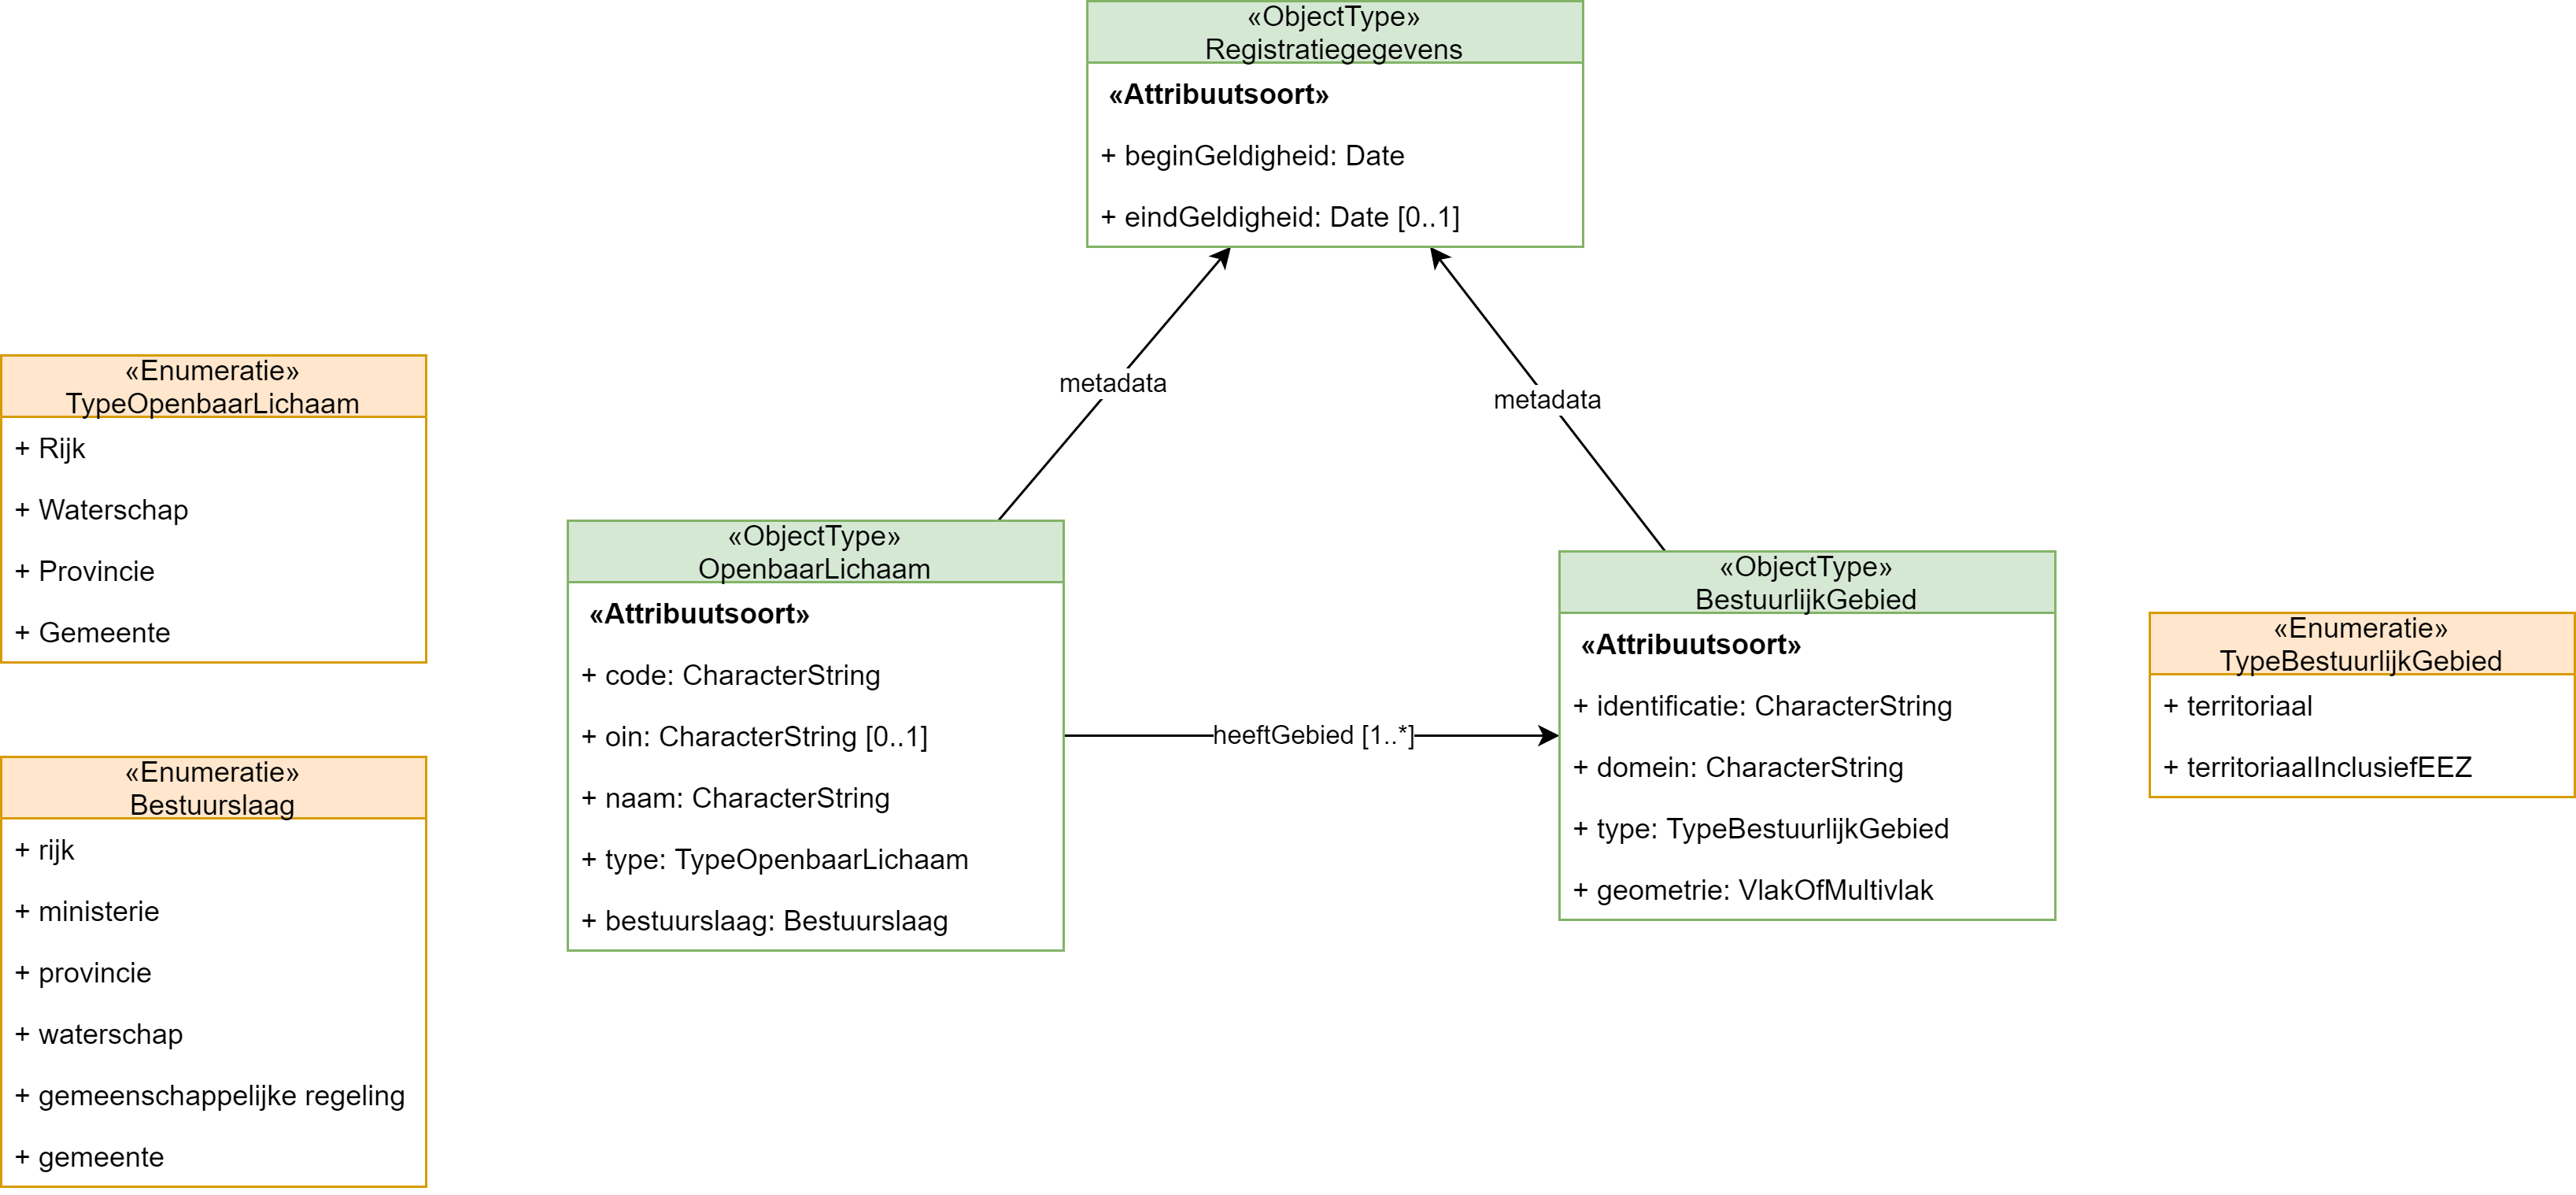 «ObjectType»
Registratiegegevens
«Attribuutsoort»
+ beginGeldigheid: Date
+ eindGeldigheid: Date [0..1]
metadata
metadata
«Enumeratie»
TypeOpenbaarLichaam
+ Rijk
+ Waterschap
+ Provincie
+ Gemeente
«Enumeratie»
Bestuurslaag
+ rijk
+ ministerie
+ provincie
+ waterschap
+ gemeenschappelijke regeling
+ gemeente
«ObjectType»
OpenbaarLichaam
«Attribuutsoort»
+ code: CharacterString
+ oin: CharacterString [0..1]
+ naam: CharacterString
+ type: TypeOpenbaarLichaam
+ bestuurslaag: Bestuurslaag
heeftGebied [1..*]
«ObjectType»
BestuurlijkGebied
«Attribuutsoort»
+ identificatie: CharacterString
+ domein: CharacterString
+ type: TypeBestuurlijkGebied
+ geometrie: VlakOfMultivlak
«Enumeratie»
TypeBestuurlijkGebied
+ territoriaal
+ territoriaalInclusiefEEZ